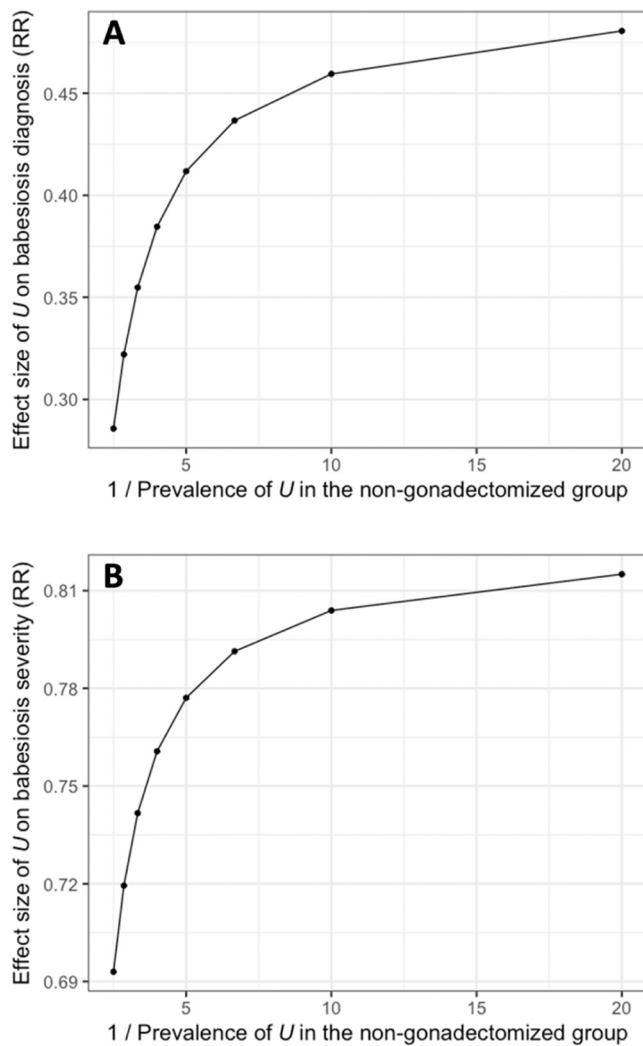 A
Effect size of U on babesiosis diagnosis (RR)
0.45
0.40
0.35
0.30
5
10
15
20
1 / Prevalence of U in the non-gonadectomized group
B
Effect size of U on babesiosis severity (RR)
0.81
0.78
0.75
0.72
0.69
5
10
15
20
1 / Prevalence of U in the non-gonadectomized group